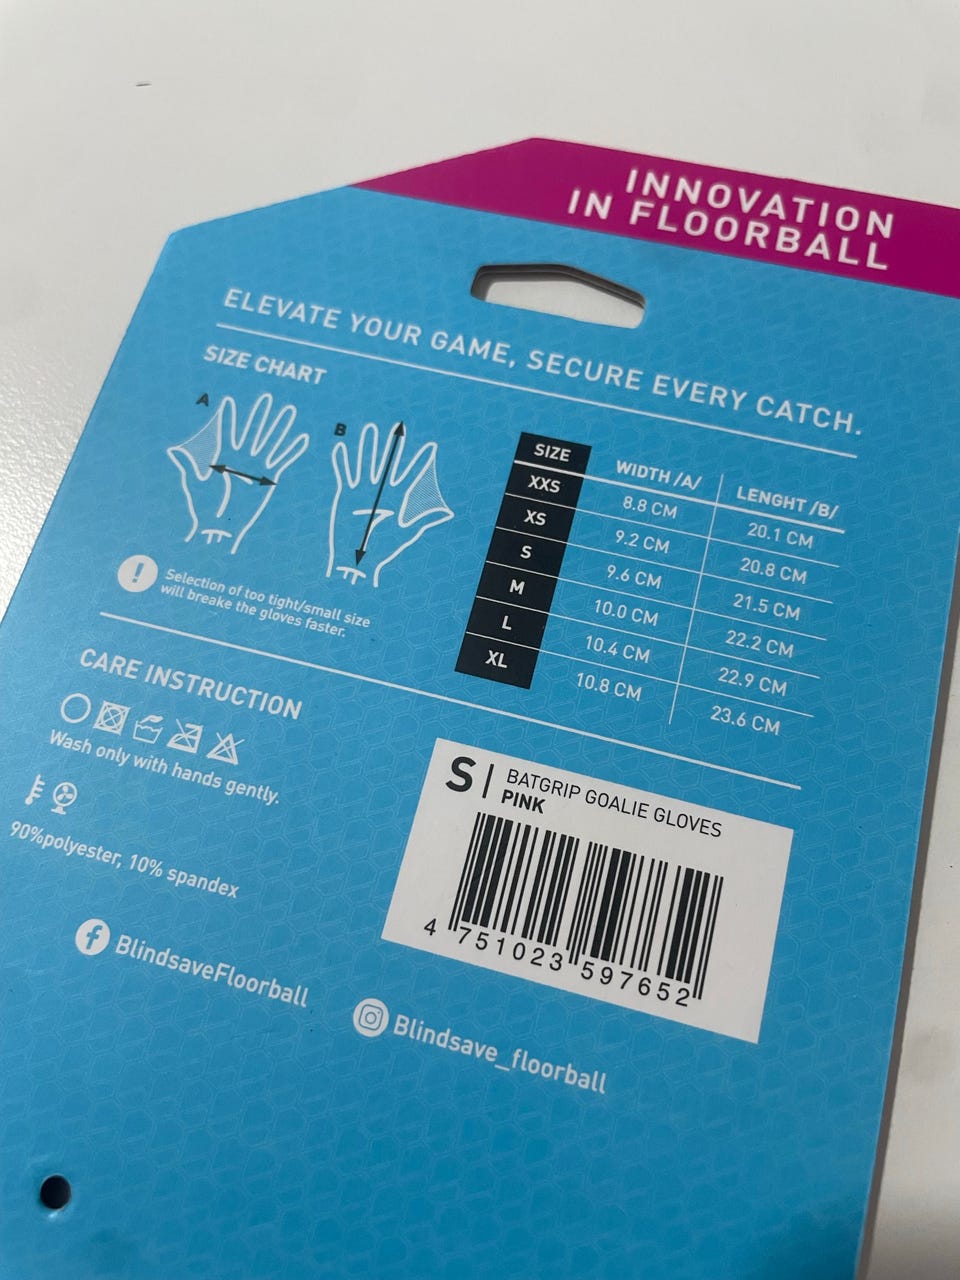 INNOVATION
IN FLOORBALL
ELEVATE YOUR GAME, SECURE EVERY CATCH.
SIZE CHART
A
B
SIZE WIDTH /A/ LENGHT /B/
XXS 8.8 CM 20.1 CM
XS 9.2 CM 20.8 CM
S 9.6 CM 21.5 CM
M 10.0 CM 22.2 CM
L 10.4 CM 22.9 CM
XL 10.8 CM 23.6 CM
! Selection of too tight/small size
will breake the gloves faster.
CARE INSTRUCTION
Wash only with hands gently.
90%polyester, 10% spandex
S | BATGRIP GOALIE GLOVES
PINK
4 751023 597652
f BlindsaveFloorball
Blindsave_floorball